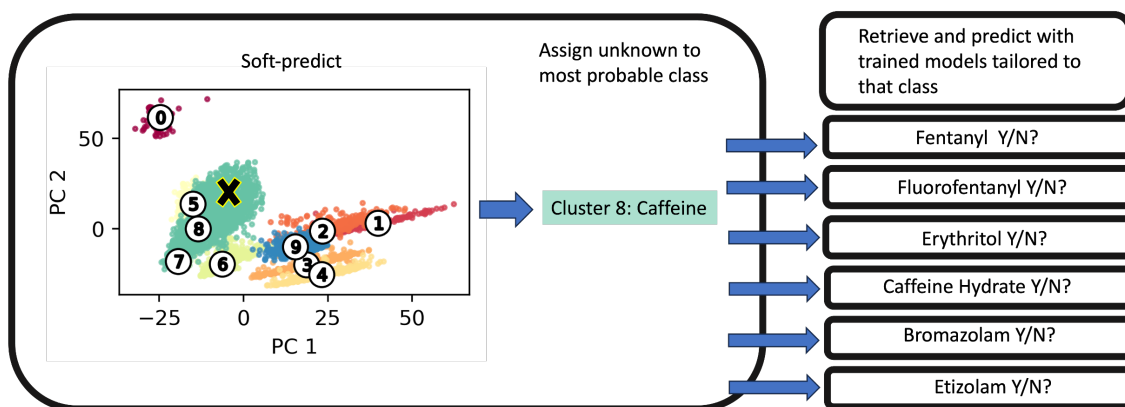 Soft-predict
Assign unknown to
most probable class
Retrieve and predict with
trained models tailored to
that class
PC 2
50
0
0
5
8
7
6
9
2
1
3
4
−25
0
25
50
PC 1
Cluster 8: Caffeine
Fentanyl Y/N?
Fluorofentanyl Y/N?
Erythritol Y/N?
Caffeine Hydrate Y/N?
Bromazolam Y/N?
Etizolam Y/N?